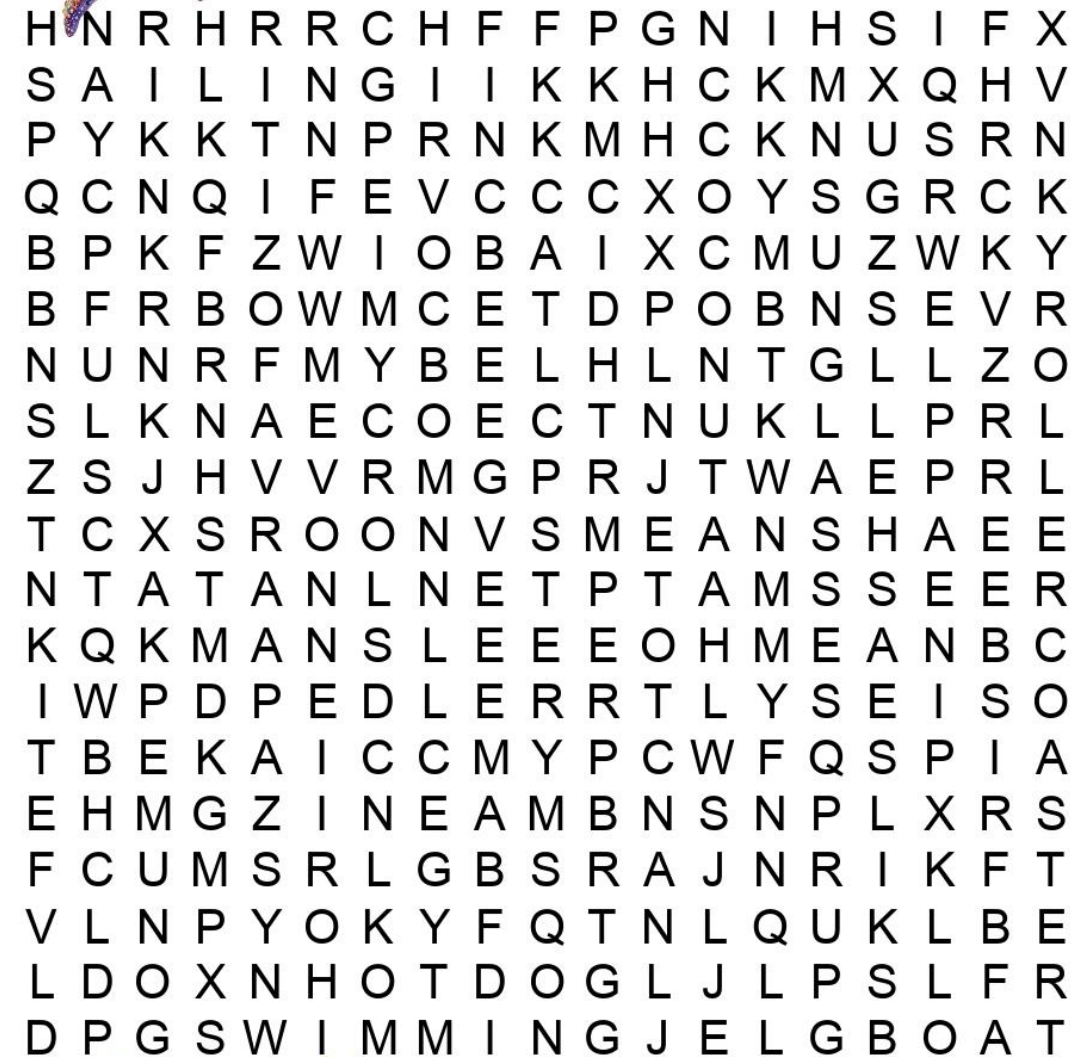 H N R H R R C H F F P G N I H S I F X
S A I L I N G I I K K H C K M X Q H V
P Y K K T N P R N K M H C K N U S R N
Q C N Q I F E V C C C X O Y S G R C K
B P K F Z W I O B A I X C M U Z W K Y
B F R B O W M C E T D P O B N S E V R
N U N R F M Y B E L H L N T G L L Z O
S L K N A E C O E C T N U K L L P R L
Z S J H V V R M G P R J T W A E P R L
T C X S R O O N V S M E A N S H A E E
N T A T A N L N E T P T A M S S E E R
K Q K M A N S L E E E O H M E A N B C
I W P D P E D L E R R T L Y S E I S O
T B E K A I C C M Y P C W F Q S P I A
E H M G Z I N E A M B N S N P L X R S
F C U M S R L G B S R A J N R I K F T
V L N P Y O K Y F Q T N L Q U K L B E
L D O X N H O T D O G L J L P S L F R
D P G S W I M M I N G J E L G B O A T